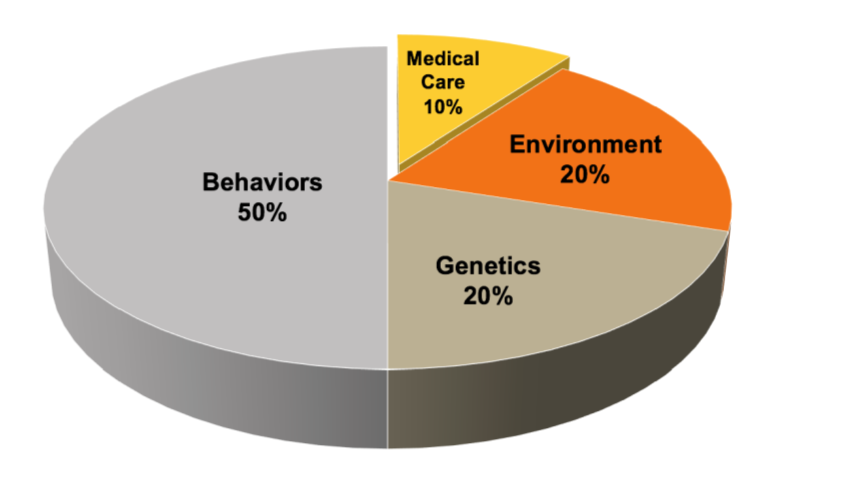 Medical
Care
10%
Environment
20%
Behaviors
50%
Genetics
20%